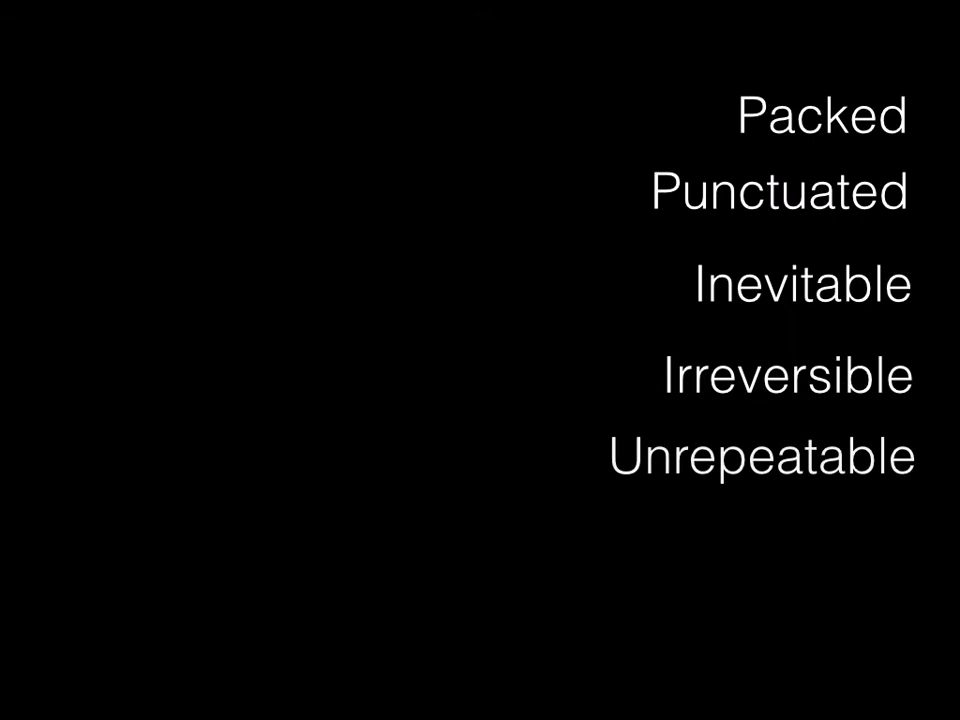 Packed
Punctuated
Inevitable
Irreversible
Unrepeatable